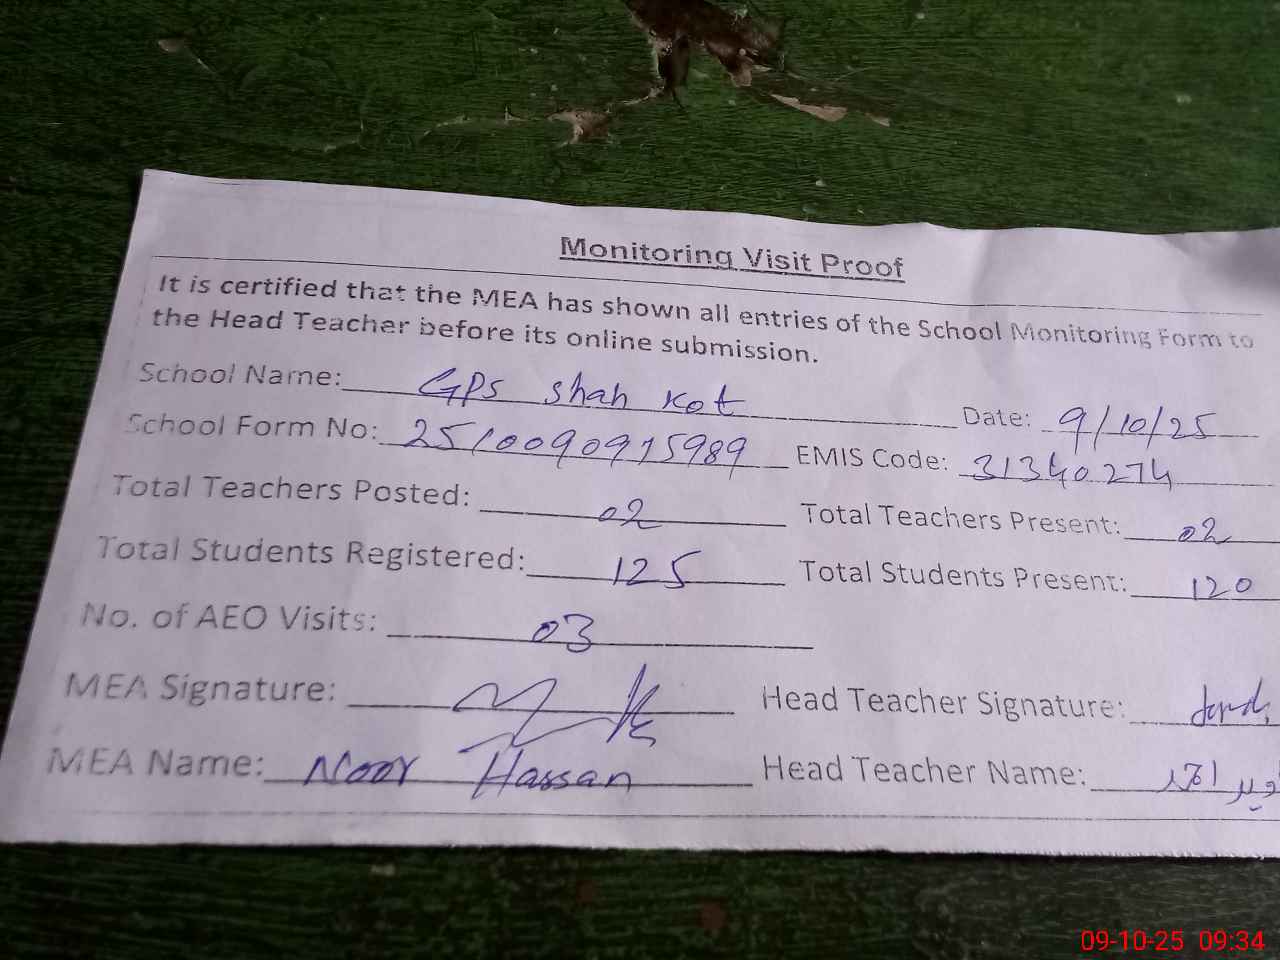 Monitoring Visit Proof
It is certified that the MEA has shown all entries of the School Monitoring Form to
the Head Teacher before its online submission.
School Name: GPS Shah Kot Date: 9/10/25
School Form No: 2510090915989 EMIS Code: 31340274
Total Teachers Posted: 02 Total Teachers Present: 02
Total Students Registered: 125 Total Students Present: 120
No. of AEO Visits: 03
MEA Signature: Head Teacher Signature:
MEA Name: Noor Hassan Head Teacher Name:
09-10-25 09:34